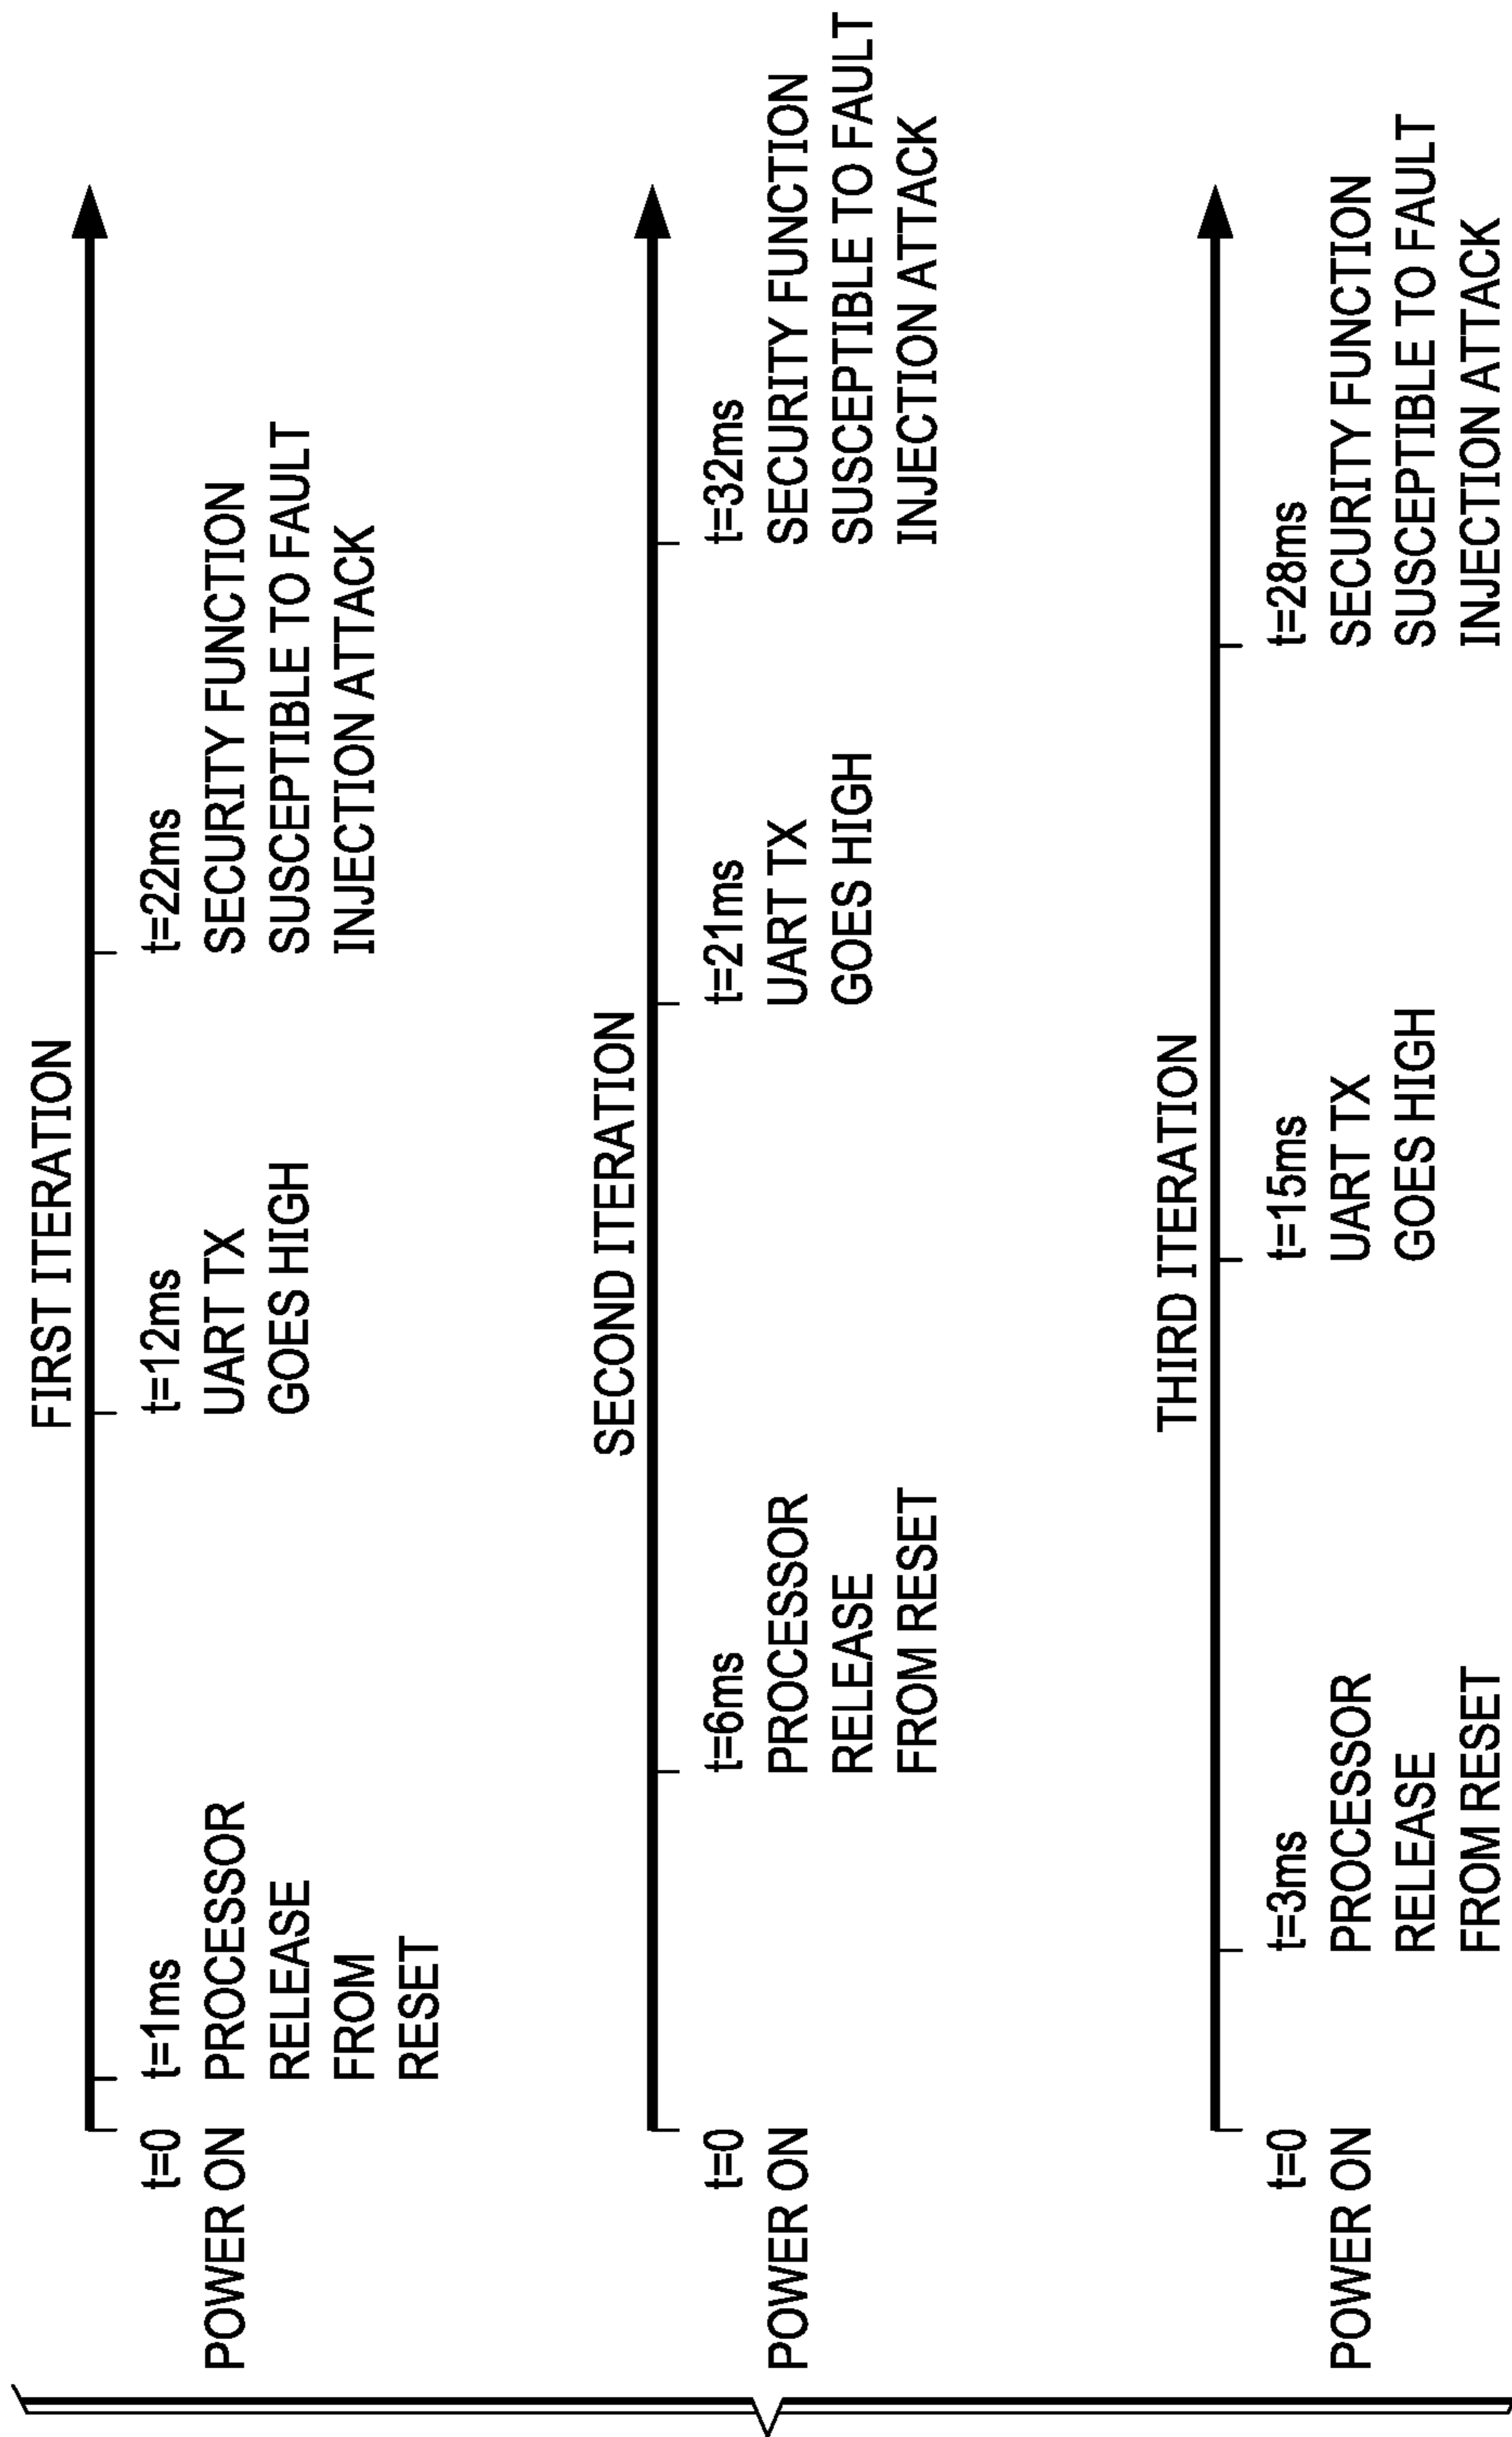 FIRST ITERATION
t=0
POWER ON
t=1ms
PROCESSOR
RELEASE
FROM
RESET
t=12ms
UART TX
GOES HIGH
t=22ms
SECURITY FUNCTION
SUSCEPTIBLE TO FAULT
INJECTION ATTACK
SECOND ITERATION
t=0
POWER ON
t=6ms
PROCESSOR
RELEASE
FROM RESET
t=21ms
UART TX
GOES HIGH
t=32ms
SECURITY FUNCTION
SUSCEPTIBLE TO FAULT
INJECTION ATTACK
THIRD ITERATION
t=0
POWER ON
t=3ms
PROCESSOR
RELEASE
FROM RESET
t=15ms
UART TX
GOES HIGH
t=28ms
SECURITY FUNCTION
SUSCEPTIBLE TO FAULT
INJECTION ATTACK